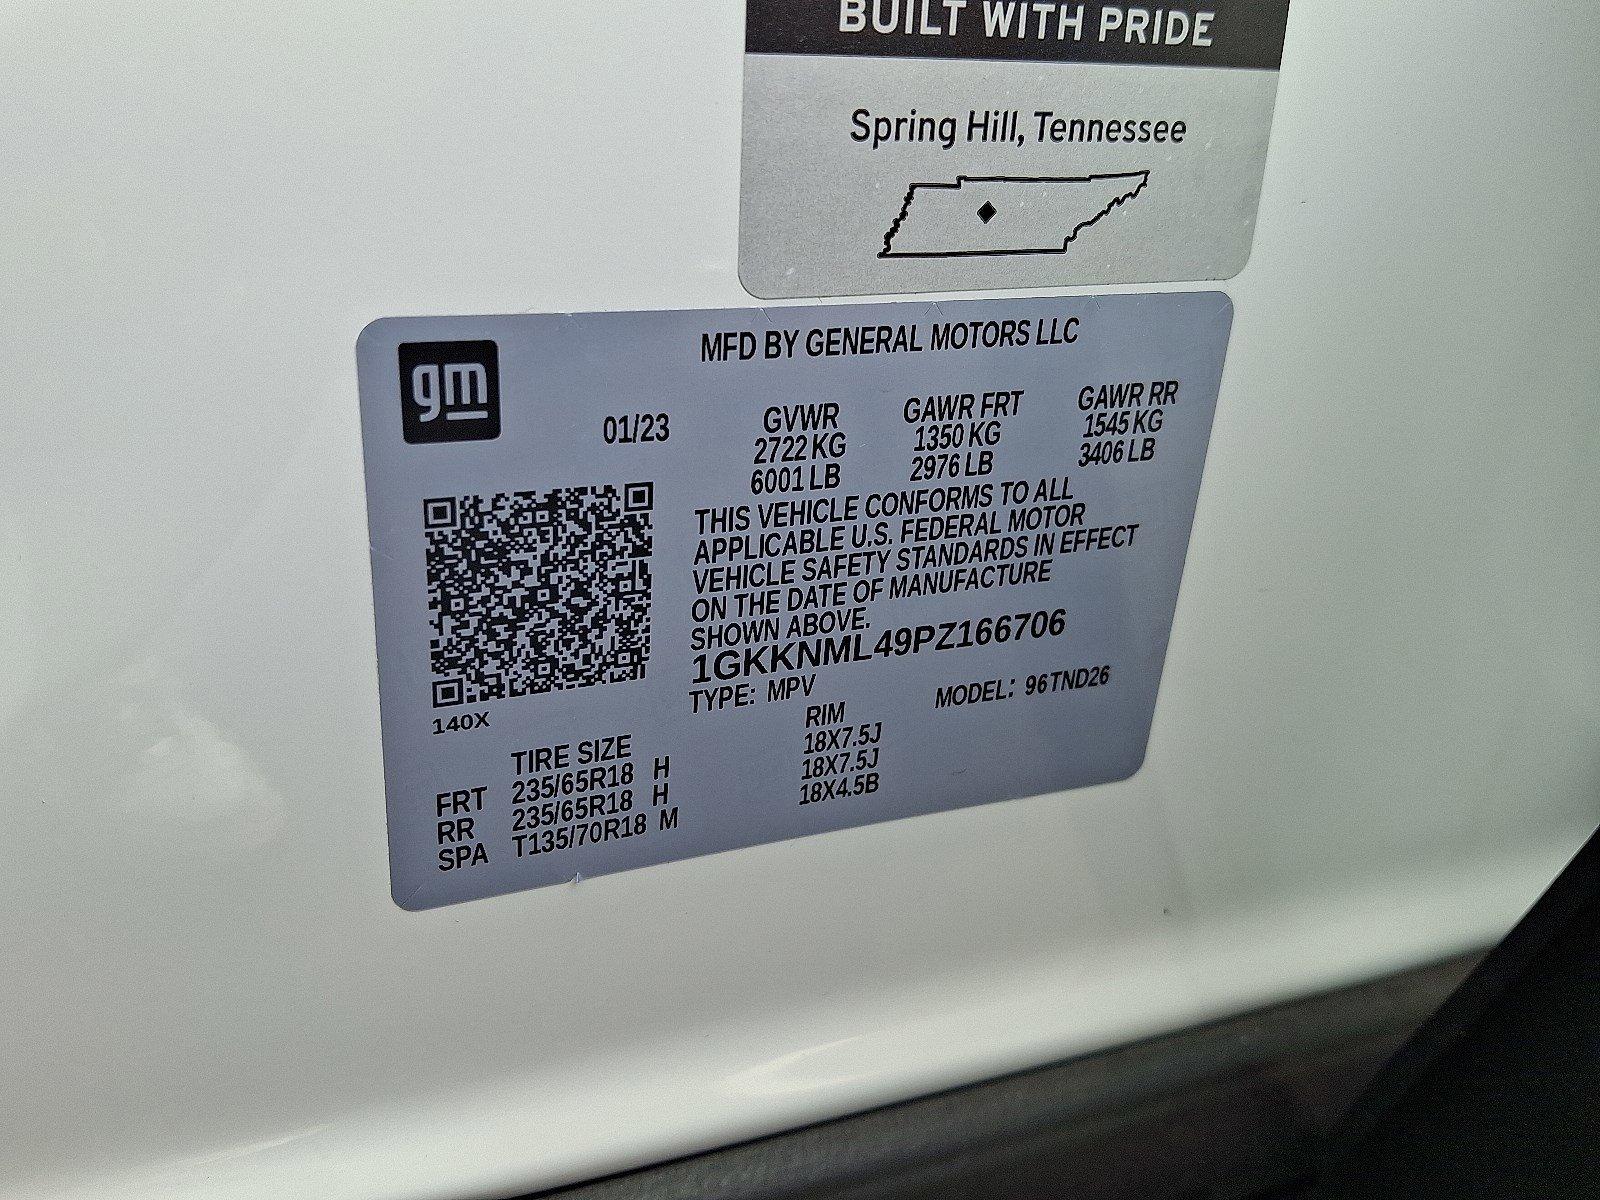 BUILT WITH PRIDE
Spring Hill, Tennessee
gm
MFD BY GENERAL MOTORS LLC
01/23
GVWR
2722 KG
6001 LB
GAWR FRT
1350 KG
2976 LB
GAWR RR
1545 KG
3406 LB
THIS VEHICLE CONFORMS TO ALL
APPLICABLE U.S. FEDERAL MOTOR
VEHICLE SAFETY STANDARDS IN EFFECT
ON THE DATE OF MANUFACTURE
SHOWN ABOVE.
1GKKNML49PZ166706
TYPE: MPV
MODEL: 96TND26
140X
TIRE SIZE
RIM
FRT 235/65R18 H 18X7.5J
RR 235/65R18 H 18X7.5J
SPA T135/70R18 M 18X4.5B